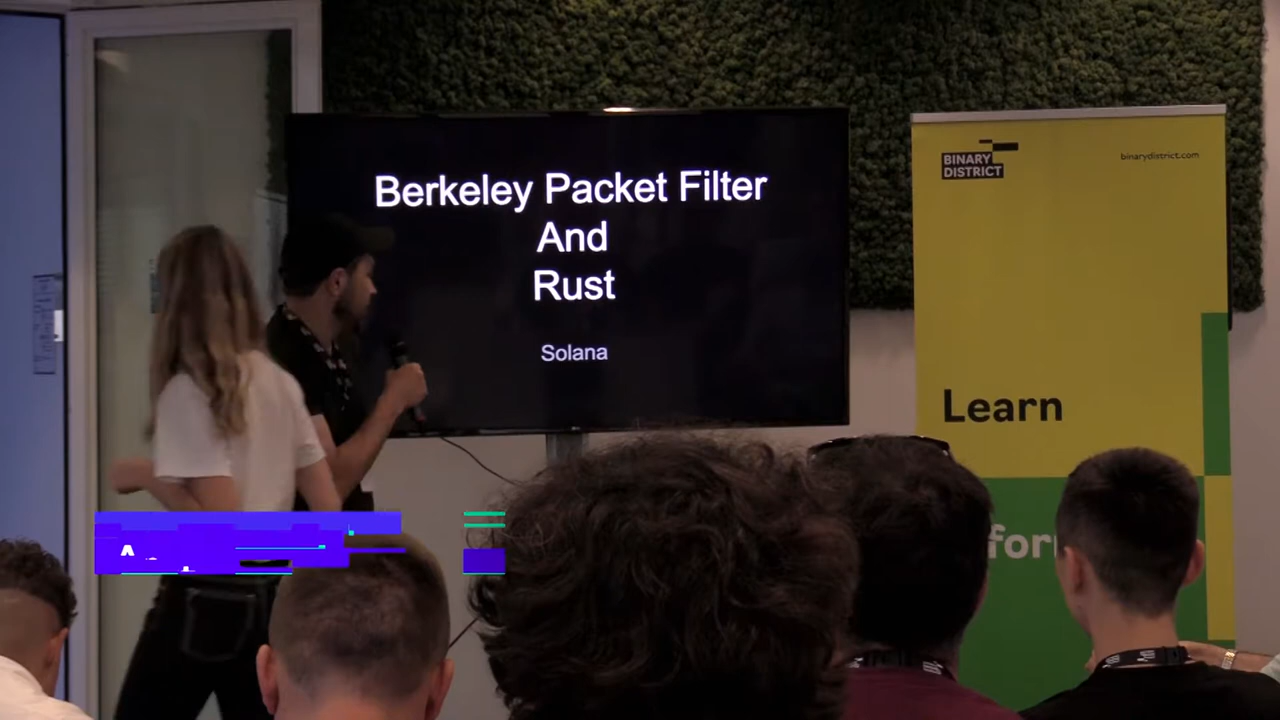 Berkeley Packet Filter
And
Rust
Solana
BINARY
DISTRICT
binarydistrict.com
Learn